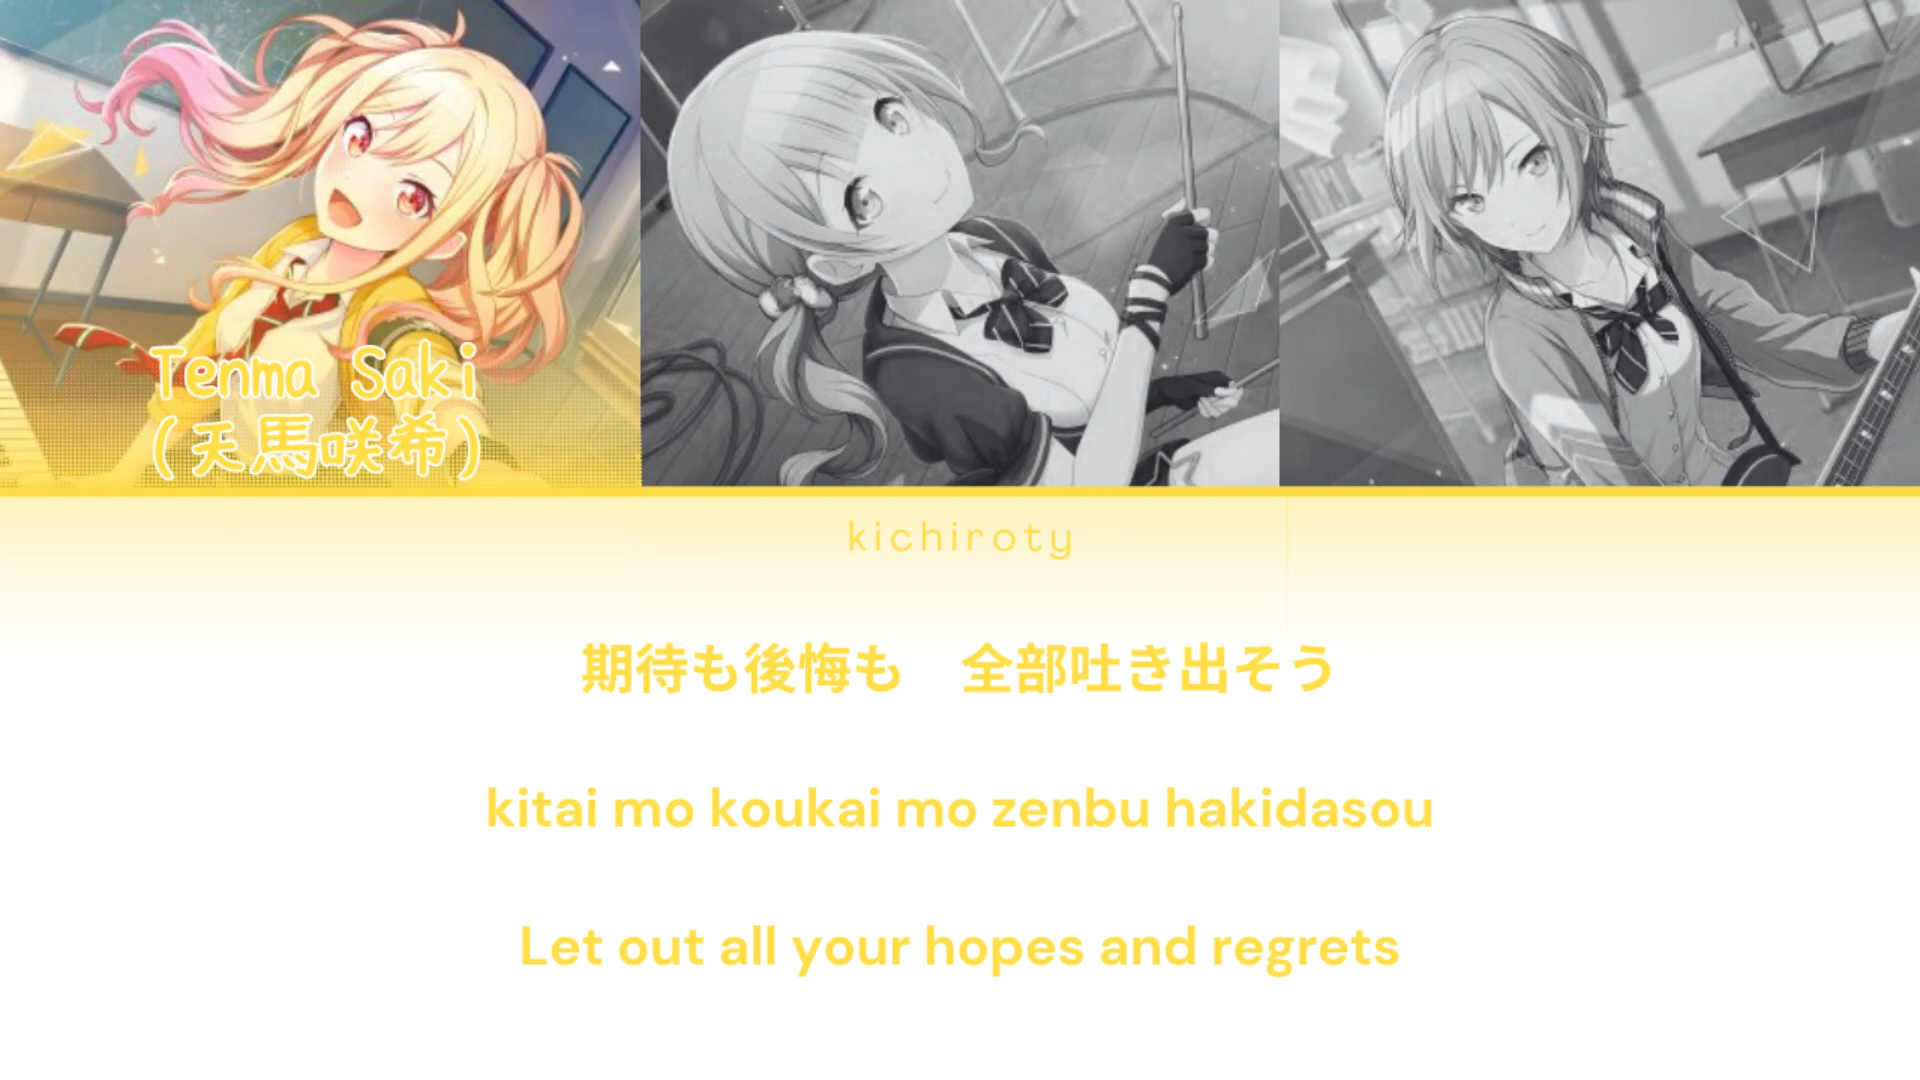 Tenma Saki
(天馬咲希)
kichiroty
期待も後悔も　全部吐き出そう
kitai mo koukai mo zenbu hakidasou
Let out all your hopes and regrets